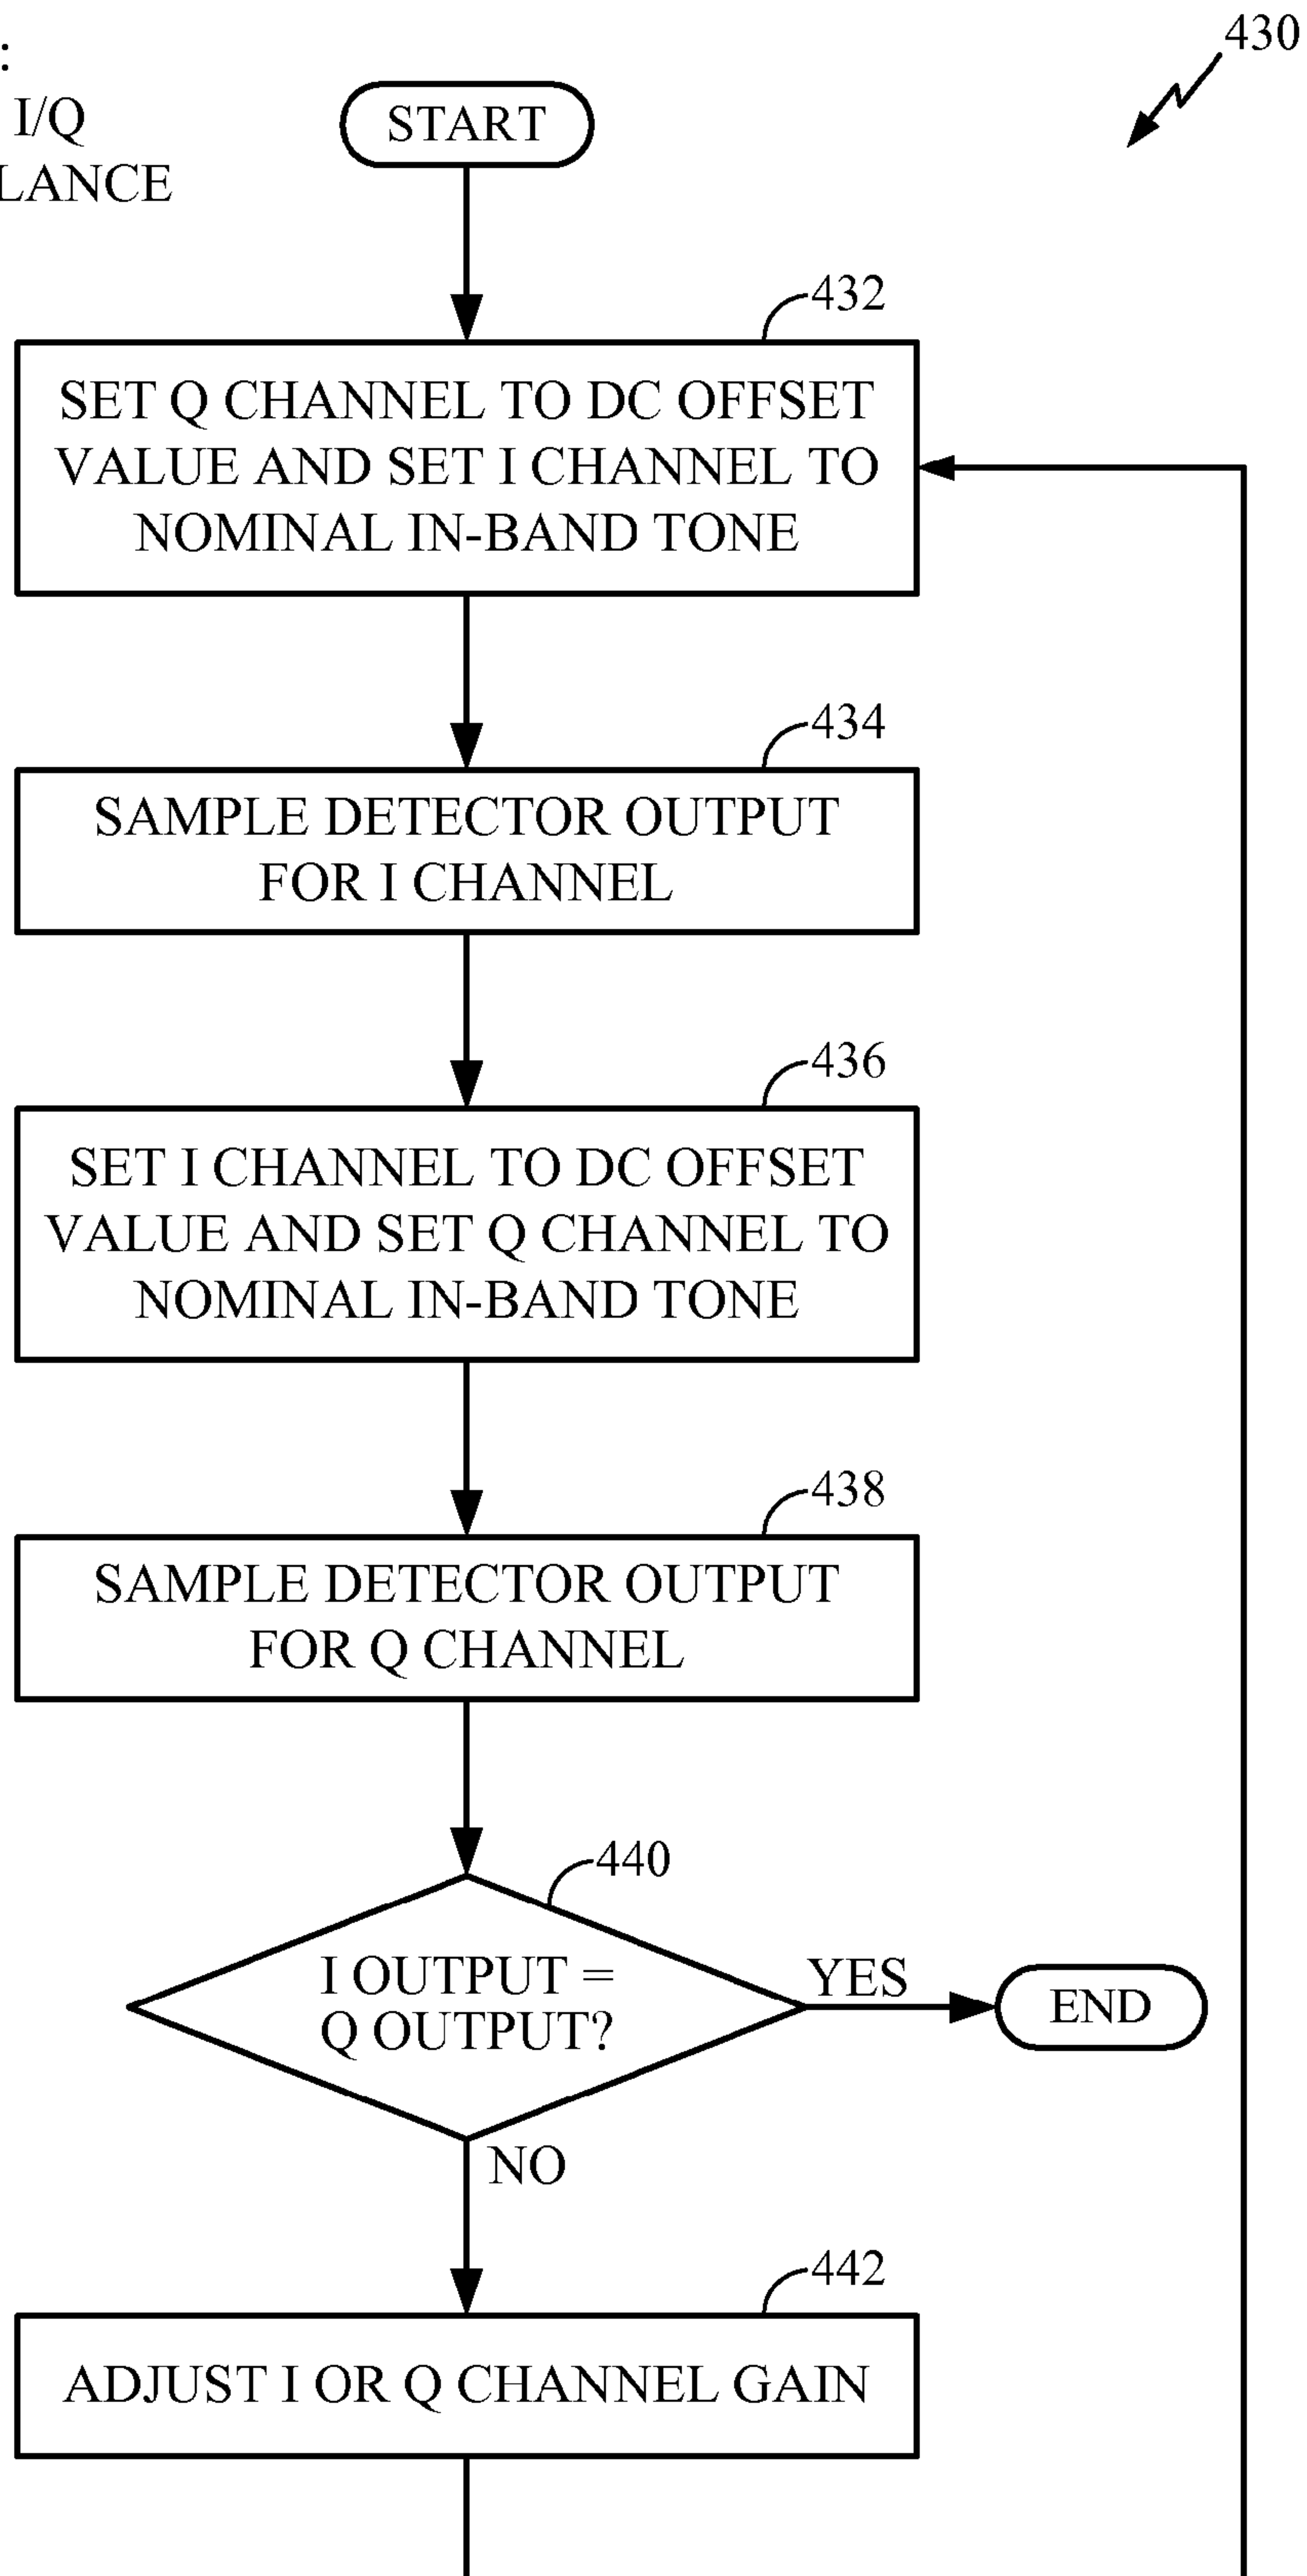 430
:
I/Q
LANCE
START
432
SET Q CHANNEL TO DC OFFSET
VALUE AND SET I CHANNEL TO
NOMINAL IN-BAND TONE
434
SAMPLE DETECTOR OUTPUT
FOR I CHANNEL
436
SET I CHANNEL TO DC OFFSET
VALUE AND SET Q CHANNEL TO
NOMINAL IN-BAND TONE
438
SAMPLE DETECTOR OUTPUT
FOR Q CHANNEL
440
I OUTPUT =
Q OUTPUT?
YES
END
NO
442
ADJUST I OR Q CHANNEL GAIN